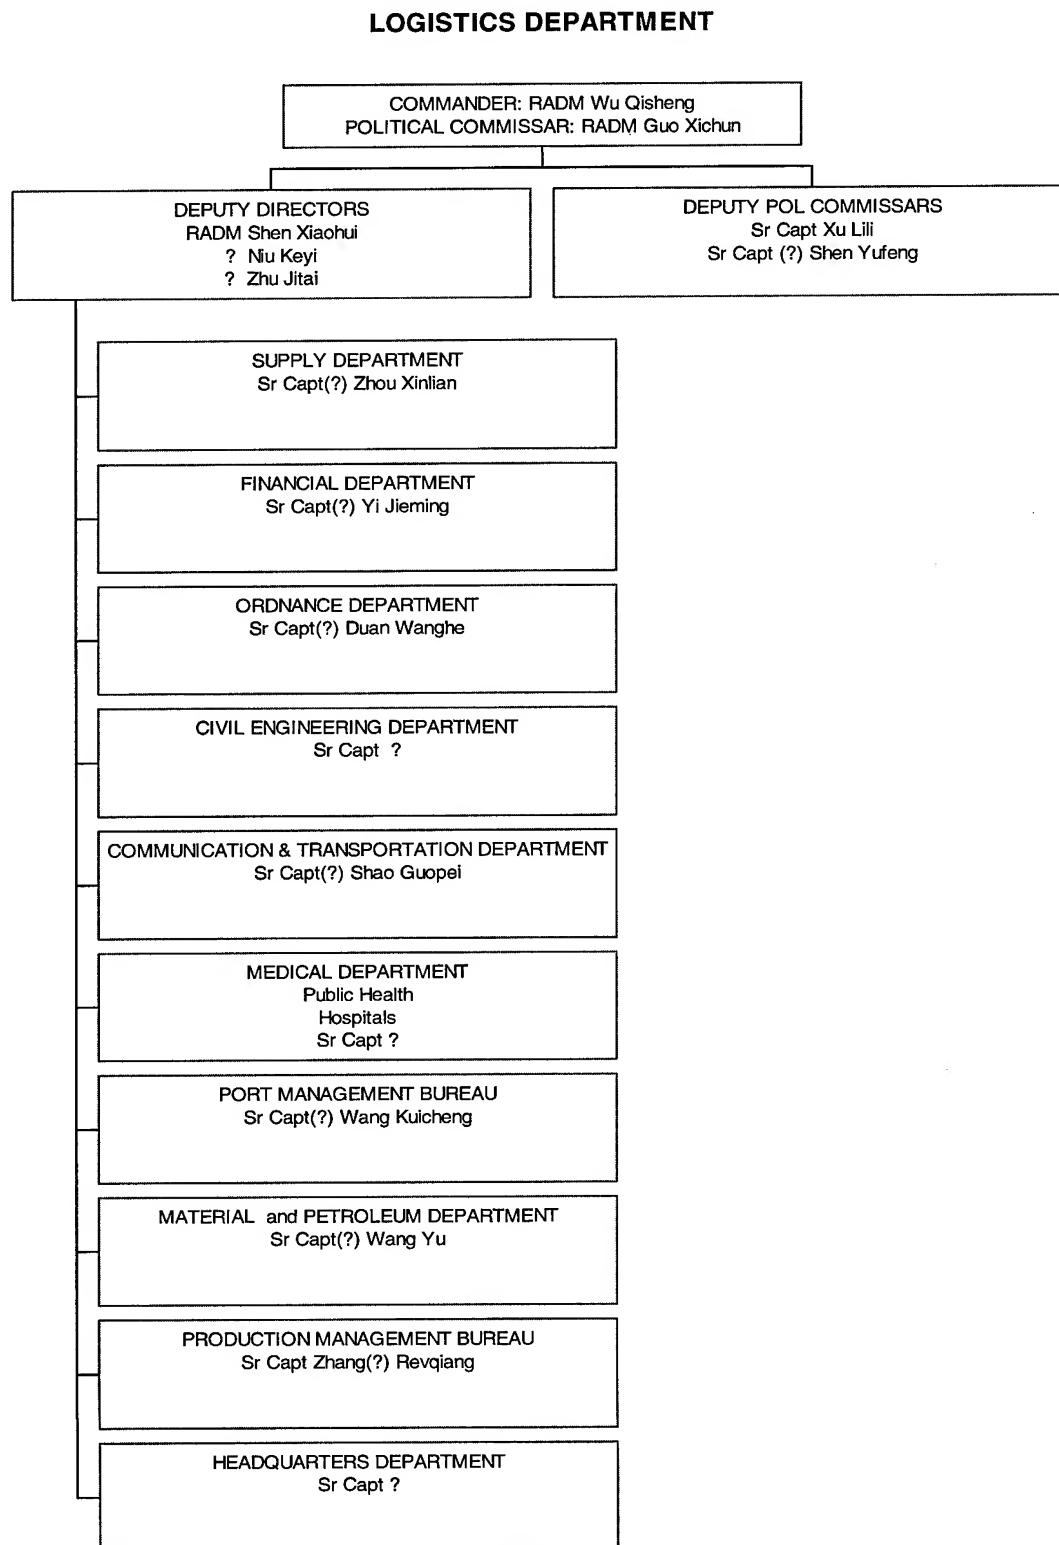 LOGISTICS DEPARTMENT
COMMANDER: RADM Wu Qisheng
POLITICAL COMMISSAR: RADM Guo Xichun
DEPUTY DIRECTORS
RADM Shen Xiaohui
? Niu Keyi
? Zhu Jitai
DEPUTY POL COMMISSARS
Sr Capt Xu Lili
Sr Capt (?) Shen Yufeng
SUPPLY DEPARTMENT
Sr Capt(?) Zhou Xinlian
FINANCIAL DEPARTMENT
Sr Capt(?) Yi Jieming
ORDNANCE DEPARTMENT
Sr Capt(?) Duan Wanghe
CIVIL ENGINEERING DEPARTMENT
Sr Capt ?
COMMUNICATION & TRANSPORTATION DEPARTMENT
Sr Capt(?) Shao Guopei
MEDICAL DEPARTMENT
Public Health
Hospitals
Sr Capt ?
PORT MANAGEMENT BUREAU
Sr Capt(?) Wang Kuicheng
MATERIAL and PETROLEUM DEPARTMENT
Sr Capt(?) Wang Yu
PRODUCTION MANAGEMENT BUREAU
Sr Capt Zhang(?) Revqiang
HEADQUARTERS DEPARTMENT
Sr Capt ?